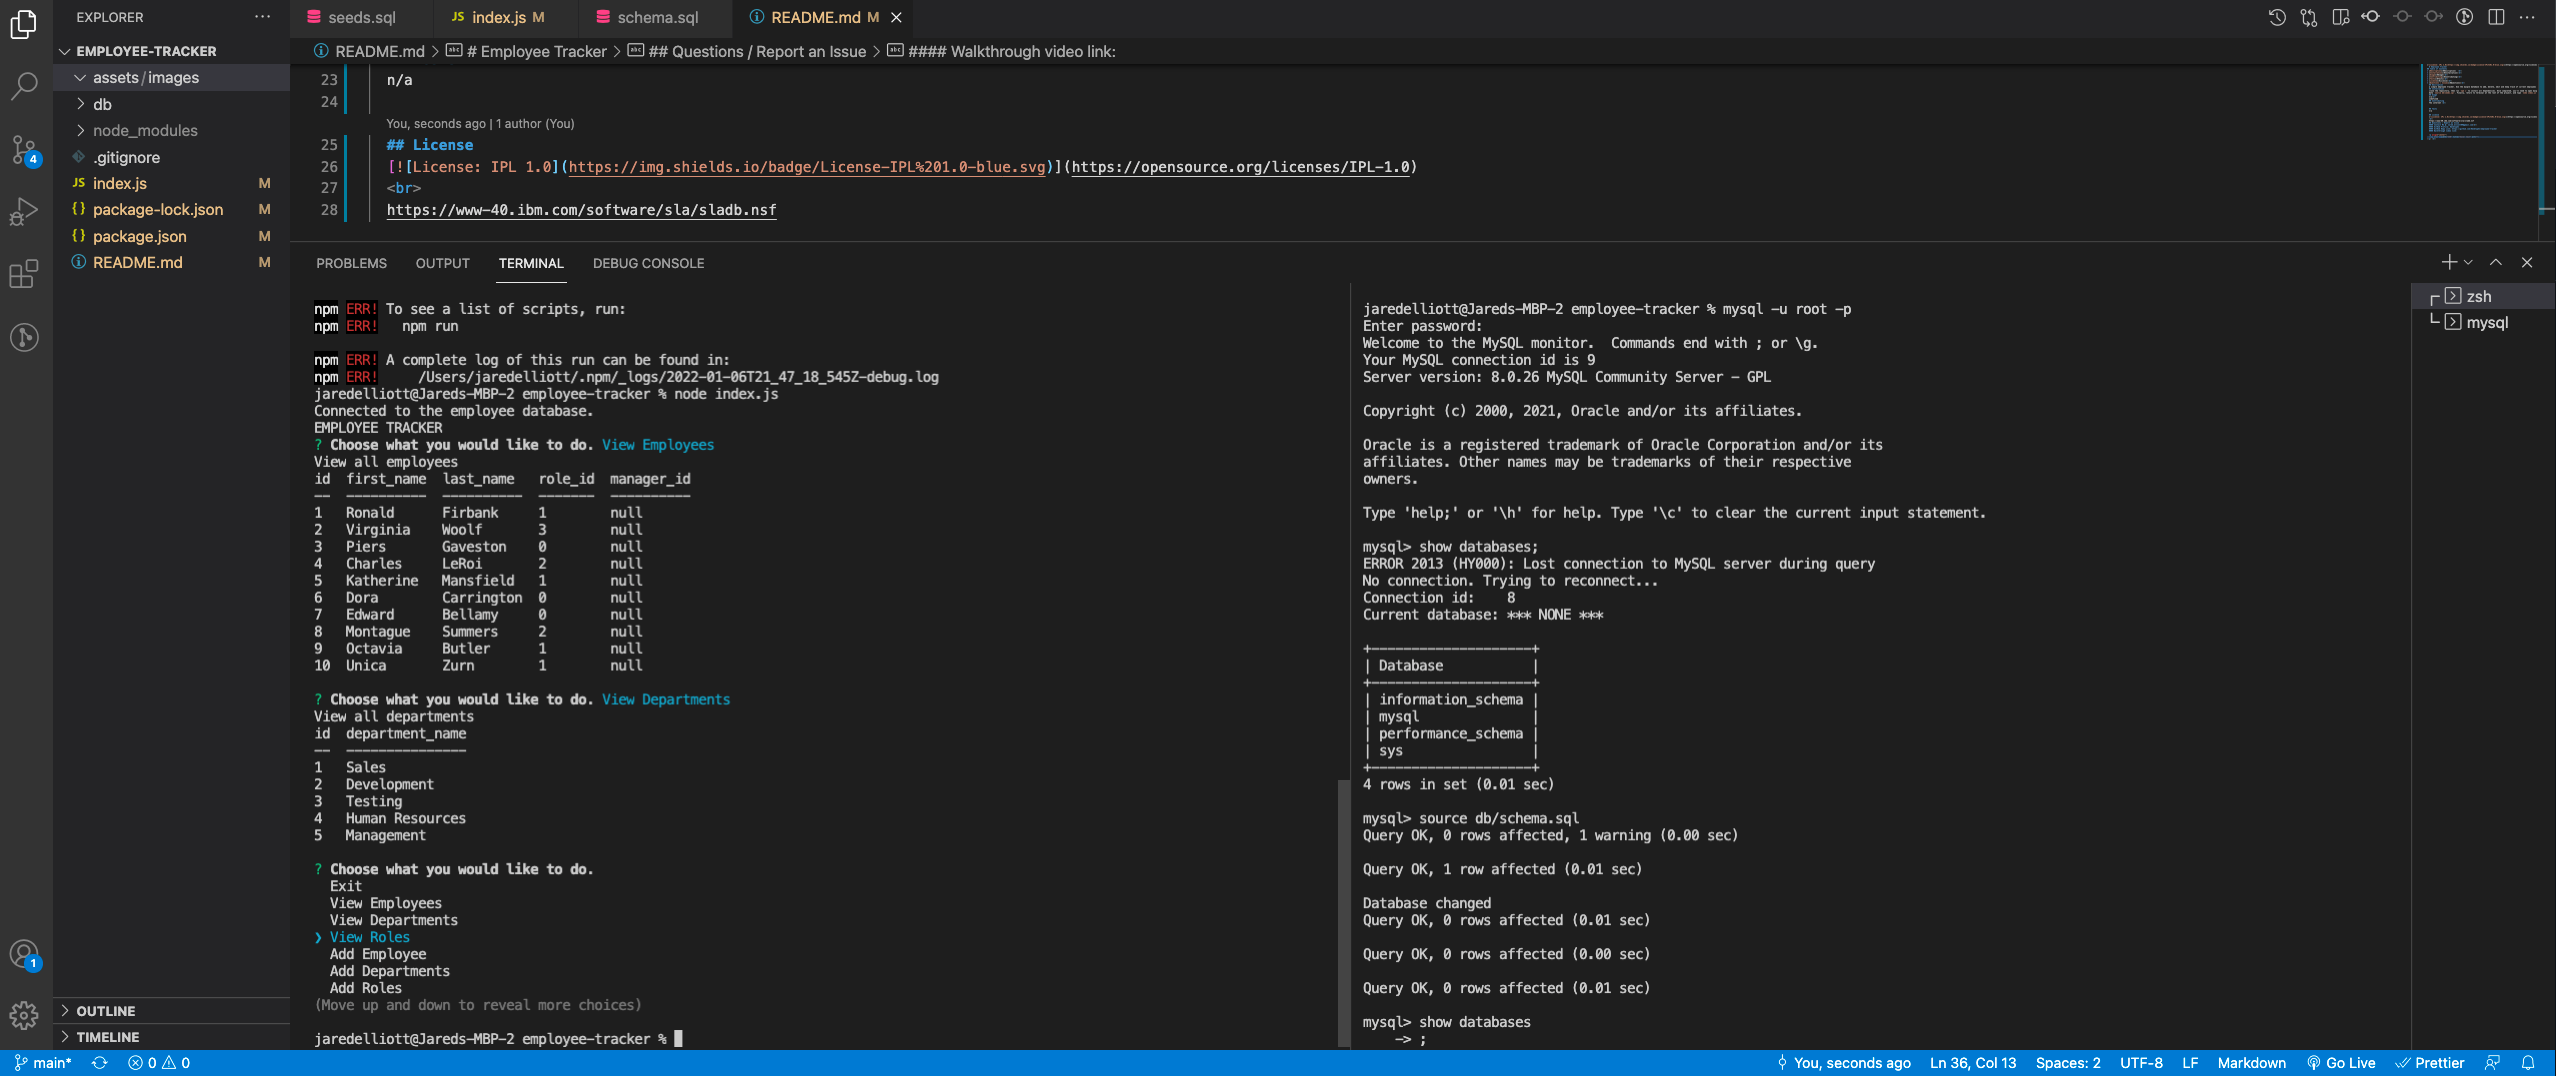 EXPLORER
seeds.sql
JS index.js M
schema.sql
README.md M
EMPLOYEE-TRACKER
README.md > # Employee Tracker > ## Questions / Report an Issue > #### Walkthrough video link:
assets/images
db
node_modules
.gitignore
JS index.js M
{} package-lock.json M
{} package.json M
README.md M
4
23 n/a
24
You, seconds ago | 1 author (You)
25 ## License
26 [![License: IPL 1.0](https://img.shields.io/badge/License-IPL%201.0-blue.svg)](https://opensource.org/licenses/IPL-1.0)
27 <br>
28 https://www-40.ibm.com/software/sla/sladb.nsf
PROBLEMS OUTPUT TERMINAL DEBUG CONSOLE
npm ERR! To see a list of scripts, run:
npm ERR!   npm run
npm ERR! A complete log of this run can be found in:
npm ERR!     /Users/jaredelliott/.npm/_logs/2022-01-06T21_47_18_545Z-debug.log
jaredelliott@Jareds-MBP-2 employee-tracker % node index.js
Connected to the employee database.
EMPLOYEE TRACKER
? Choose what you would like to do. View Employees
View all employees
id first_name last_name role_id manager_id
-- ---------- ---------- ------- ----------
1 Ronald Firbank 1 null
2 Virginia Woolf 3 null
3 Piers Gaveston 0 null
4 Charles LeRoi 2 null
5 Katherine Mansfield 1 null
6 Dora Carrington 0 null
7 Edward Bellamy 0 null
8 Montague Summers 2 null
9 Octavia Butler 1 null
10 Unica Zurn 1 null
? Choose what you would like to do. View Departments
View all departments
id department_name
-- ---------------
1 Sales
2 Development
3 Testing
4 Human Resources
5 Management
? Choose what you would like to do.
Exit
View Employees
View Departments
❯ View Roles
Add Employee
Add Departments
Add Roles
(Move up and down to reveal more choices)
jaredelliott@Jareds-MBP-2 employee-tracker %
jaredelliott@Jareds-MBP-2 employee-tracker % mysql -u root -p
Enter password:
Welcome to the MySQL monitor.  Commands end with ; or \g.
Your MySQL connection id is 9
Server version: 8.0.26 MySQL Community Server - GPL
Copyright (c) 2000, 2021, Oracle and/or its affiliates.
Oracle is a registered trademark of Oracle Corporation and/or its
affiliates. Other names may be trademarks of their respective
owners.
Type 'help;' or '\h' for help. Type '\c' to clear the current input statement.
mysql> show databases;
ERROR 2013 (HY000): Lost connection to MySQL server during query
No connection. Trying to reconnect...
Connection id:    8
Current database: *** NONE ***
+--------------------+
| Database           |
+--------------------+
| information_schema |
| mysql              |
| performance_schema |
| sys                |
+--------------------+
4 rows in set (0.01 sec)
mysql> source db/schema.sql
Query OK, 0 rows affected, 1 warning (0.00 sec)
Query OK, 1 row affected (0.01 sec)
Database changed
Query OK, 0 rows affected (0.01 sec)
Query OK, 0 rows affected (0.00 sec)
Query OK, 0 rows affected (0.01 sec)
mysql> show databases
    -> ;
zsh
mysql
1
OUTLINE
TIMELINE
main* 0 0 You, seconds ago Ln 36, Col 13 Spaces: 2 UTF-8 LF Markdown Go Live Prettier